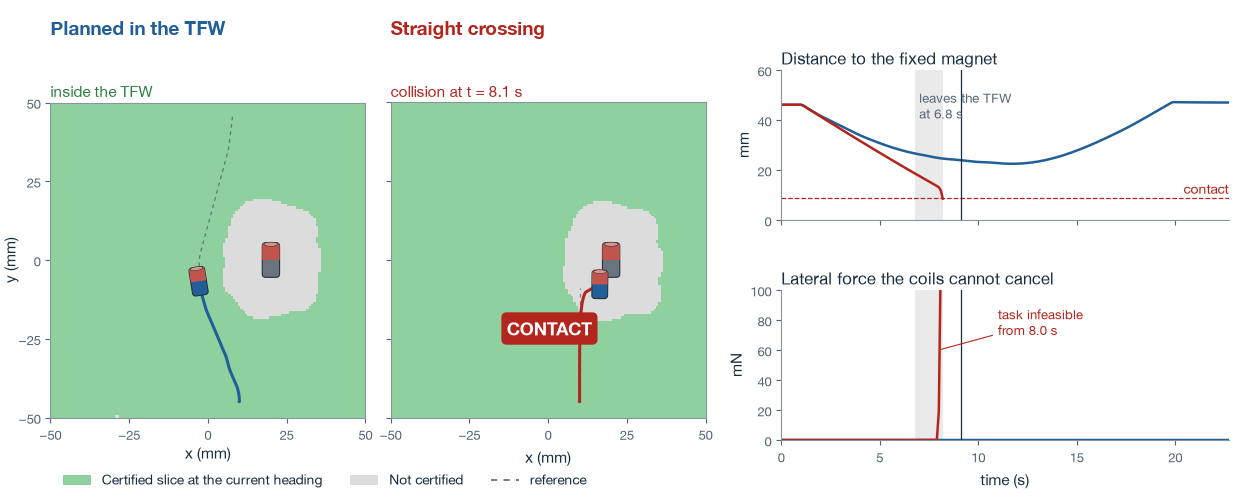 Planned in the TFW
Straight crossing
inside the TFW
collision at t = 8.1 s
50
25
0
−25
−50
y (mm)
−50
−25
0
25
50
x (mm)
CONTACT
−50
−25
0
25
50
x (mm)
Certified slice at the current heading
Not certified
reference
Distance to the fixed magnet
60
40
20
0
mm
leaves the TFW
at 6.8 s
contact
Lateral force the coils cannot cancel
100
80
60
40
20
0
mN
task infeasible
from 8.0 s
0
5
10
15
20
time (s)